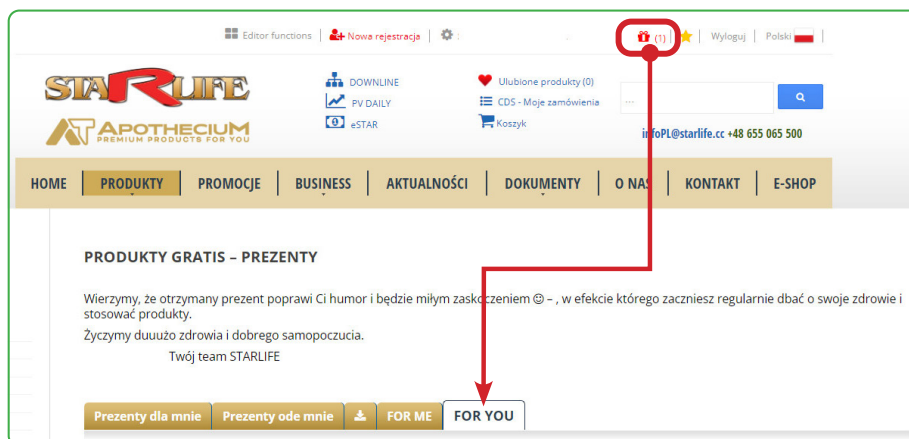 Editor functions | Nowa rejestracja | : (1) | Wyloguj | Polski |
STARLIFE
APOTHECIUM
PREMIUM PRODUCTS FOR YOU
DOWNLINE
PV DAILY
eSTAR
Ulubione produkty (0)
CDS - Moje zamówienia
Koszyk
...
infoPL@starlife.cc +48 655 065 500
HOME | PRODUKTY | PROMOCJE | BUSINESS | AKTUALNOŚCI | DOKUMENTY | O NAS | KONTAKT | E-SHOP
PRODUKTY GRATIS – PREZENTY
Wierzymy, że otrzymany prezent poprawi Ci humor i będzie miłym zaskoczeniem ☺ – , w efekcie którego zaczniesz regularnie dbać o swoje zdrowie i
stosować produkty.
Życzymy duuużo zdrowia i dobrego samopoczucia.
Twój team STARLIFE
Prezenty dla mnie
Prezenty ode mnie
FOR ME
FOR YOU